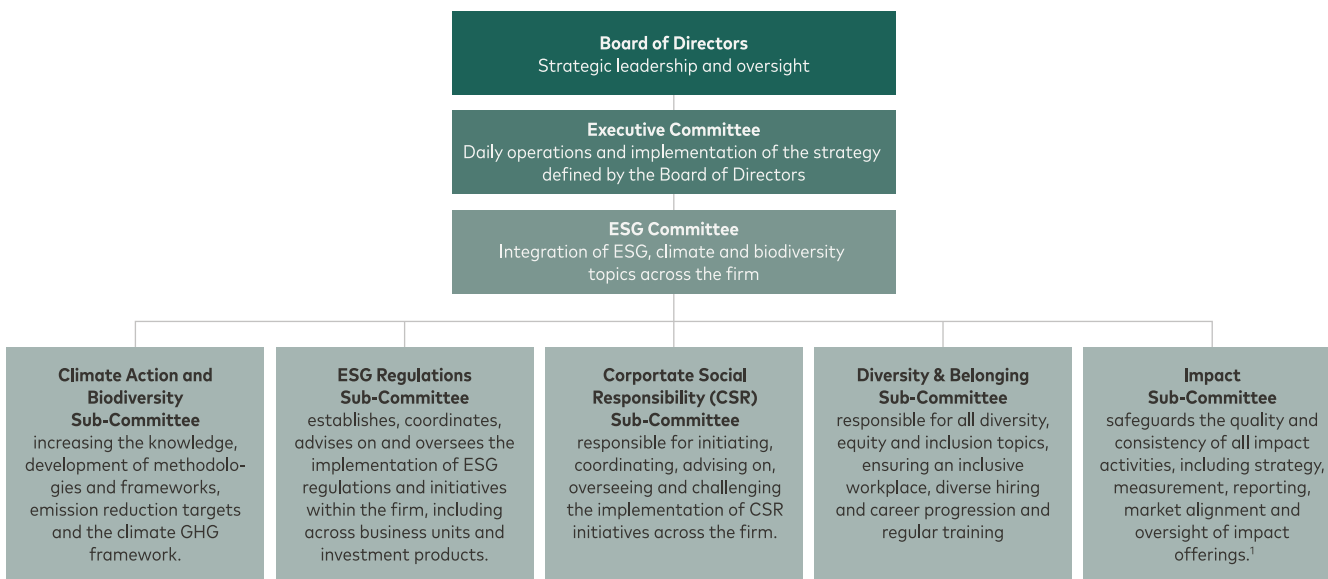 Board of Directors
Strategic leadership and oversight
Executive Committee
Daily operations and implementation of the strategy
defined by the Board of Directors
ESG Committee
Integration of ESG, climate and biodiversity
topics across the firm
Climate Action and
Biodiversity
Sub-Committee
increasing the knowledge,
development of methodolo-
gies and frameworks,
emission reduction targets
and the climate GHG
framework.
ESG Regulations
Sub-Committee
establishes, coordinates,
advises on and oversees the
implementation of ESG
regulations and initiatives
within the firm, including
across business units and
investment products.
Corportate Social
Responsibility (CSR)
Sub-Committee
responsible for initiating,
coordinating, advising on,
overseeing and challenging
the implementation of CSR
initiatives across the firm.
Diversity & Belonging
Sub-Committee
responsible for all diversity,
equity and inclusion topics,
ensuring an inclusive
workplace, diverse hiring
and career progression and
regular training
Impact
Sub-Committee
safeguards the quality and
consistency of all impact
activities, including strategy,
measurement, reporting,
market alignment and
oversight of impact
offerings.¹